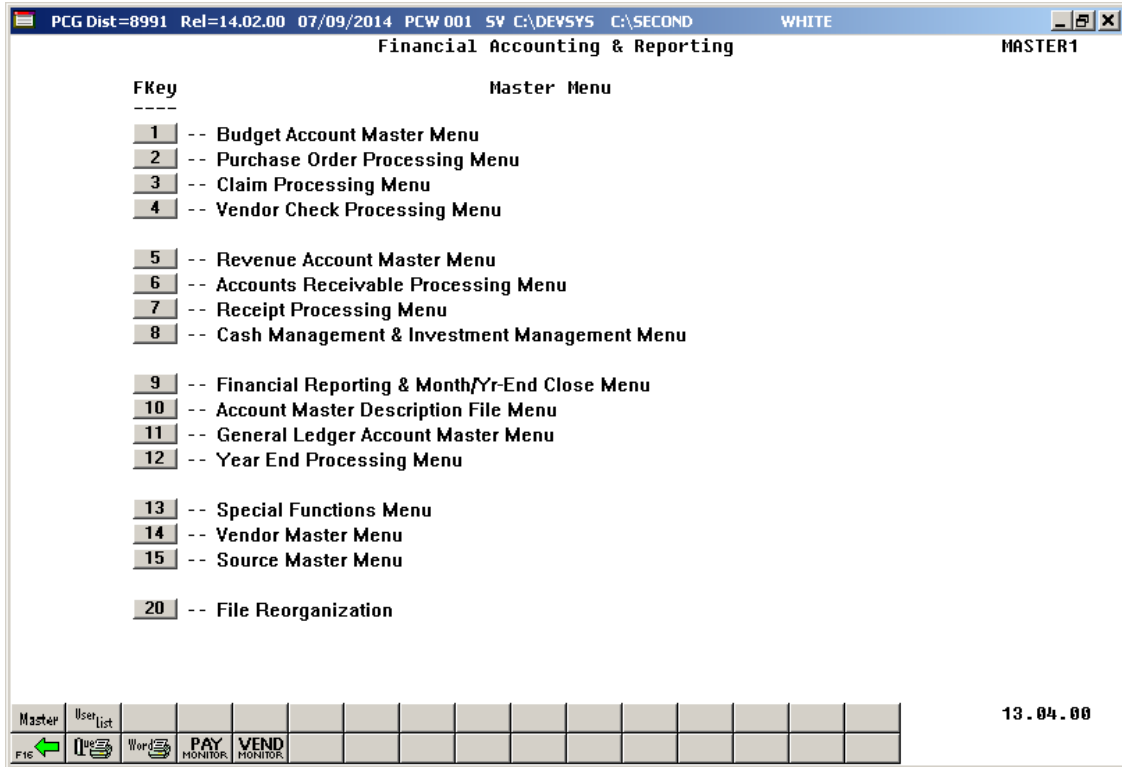 PCG Dist=8991 Rel=14.02.00 07/09/2014 PCW 001 SV C:\DEVSYS C:\SECOND WHITE
Financial Accounting & Reporting MASTER1
FKey Master Menu
----
1 -- Budget Account Master Menu
2 -- Purchase Order Processing Menu
3 -- Claim Processing Menu
4 -- Vendor Check Processing Menu
5 -- Revenue Account Master Menu
6 -- Accounts Receivable Processing Menu
7 -- Receipt Processing Menu
8 -- Cash Management & Investment Management Menu
9 -- Financial Reporting & Month/Yr-End Close Menu
10 -- Account Master Description File Menu
11 -- General Ledger Account Master Menu
12 -- Year End Processing Menu
13 -- Special Functions Menu
14 -- Vendor Master Menu
15 -- Source Master Menu
20 -- File Reorganization
Master User List 13.04.00
F16 Que Word PAY MONITOR VEND MONITOR